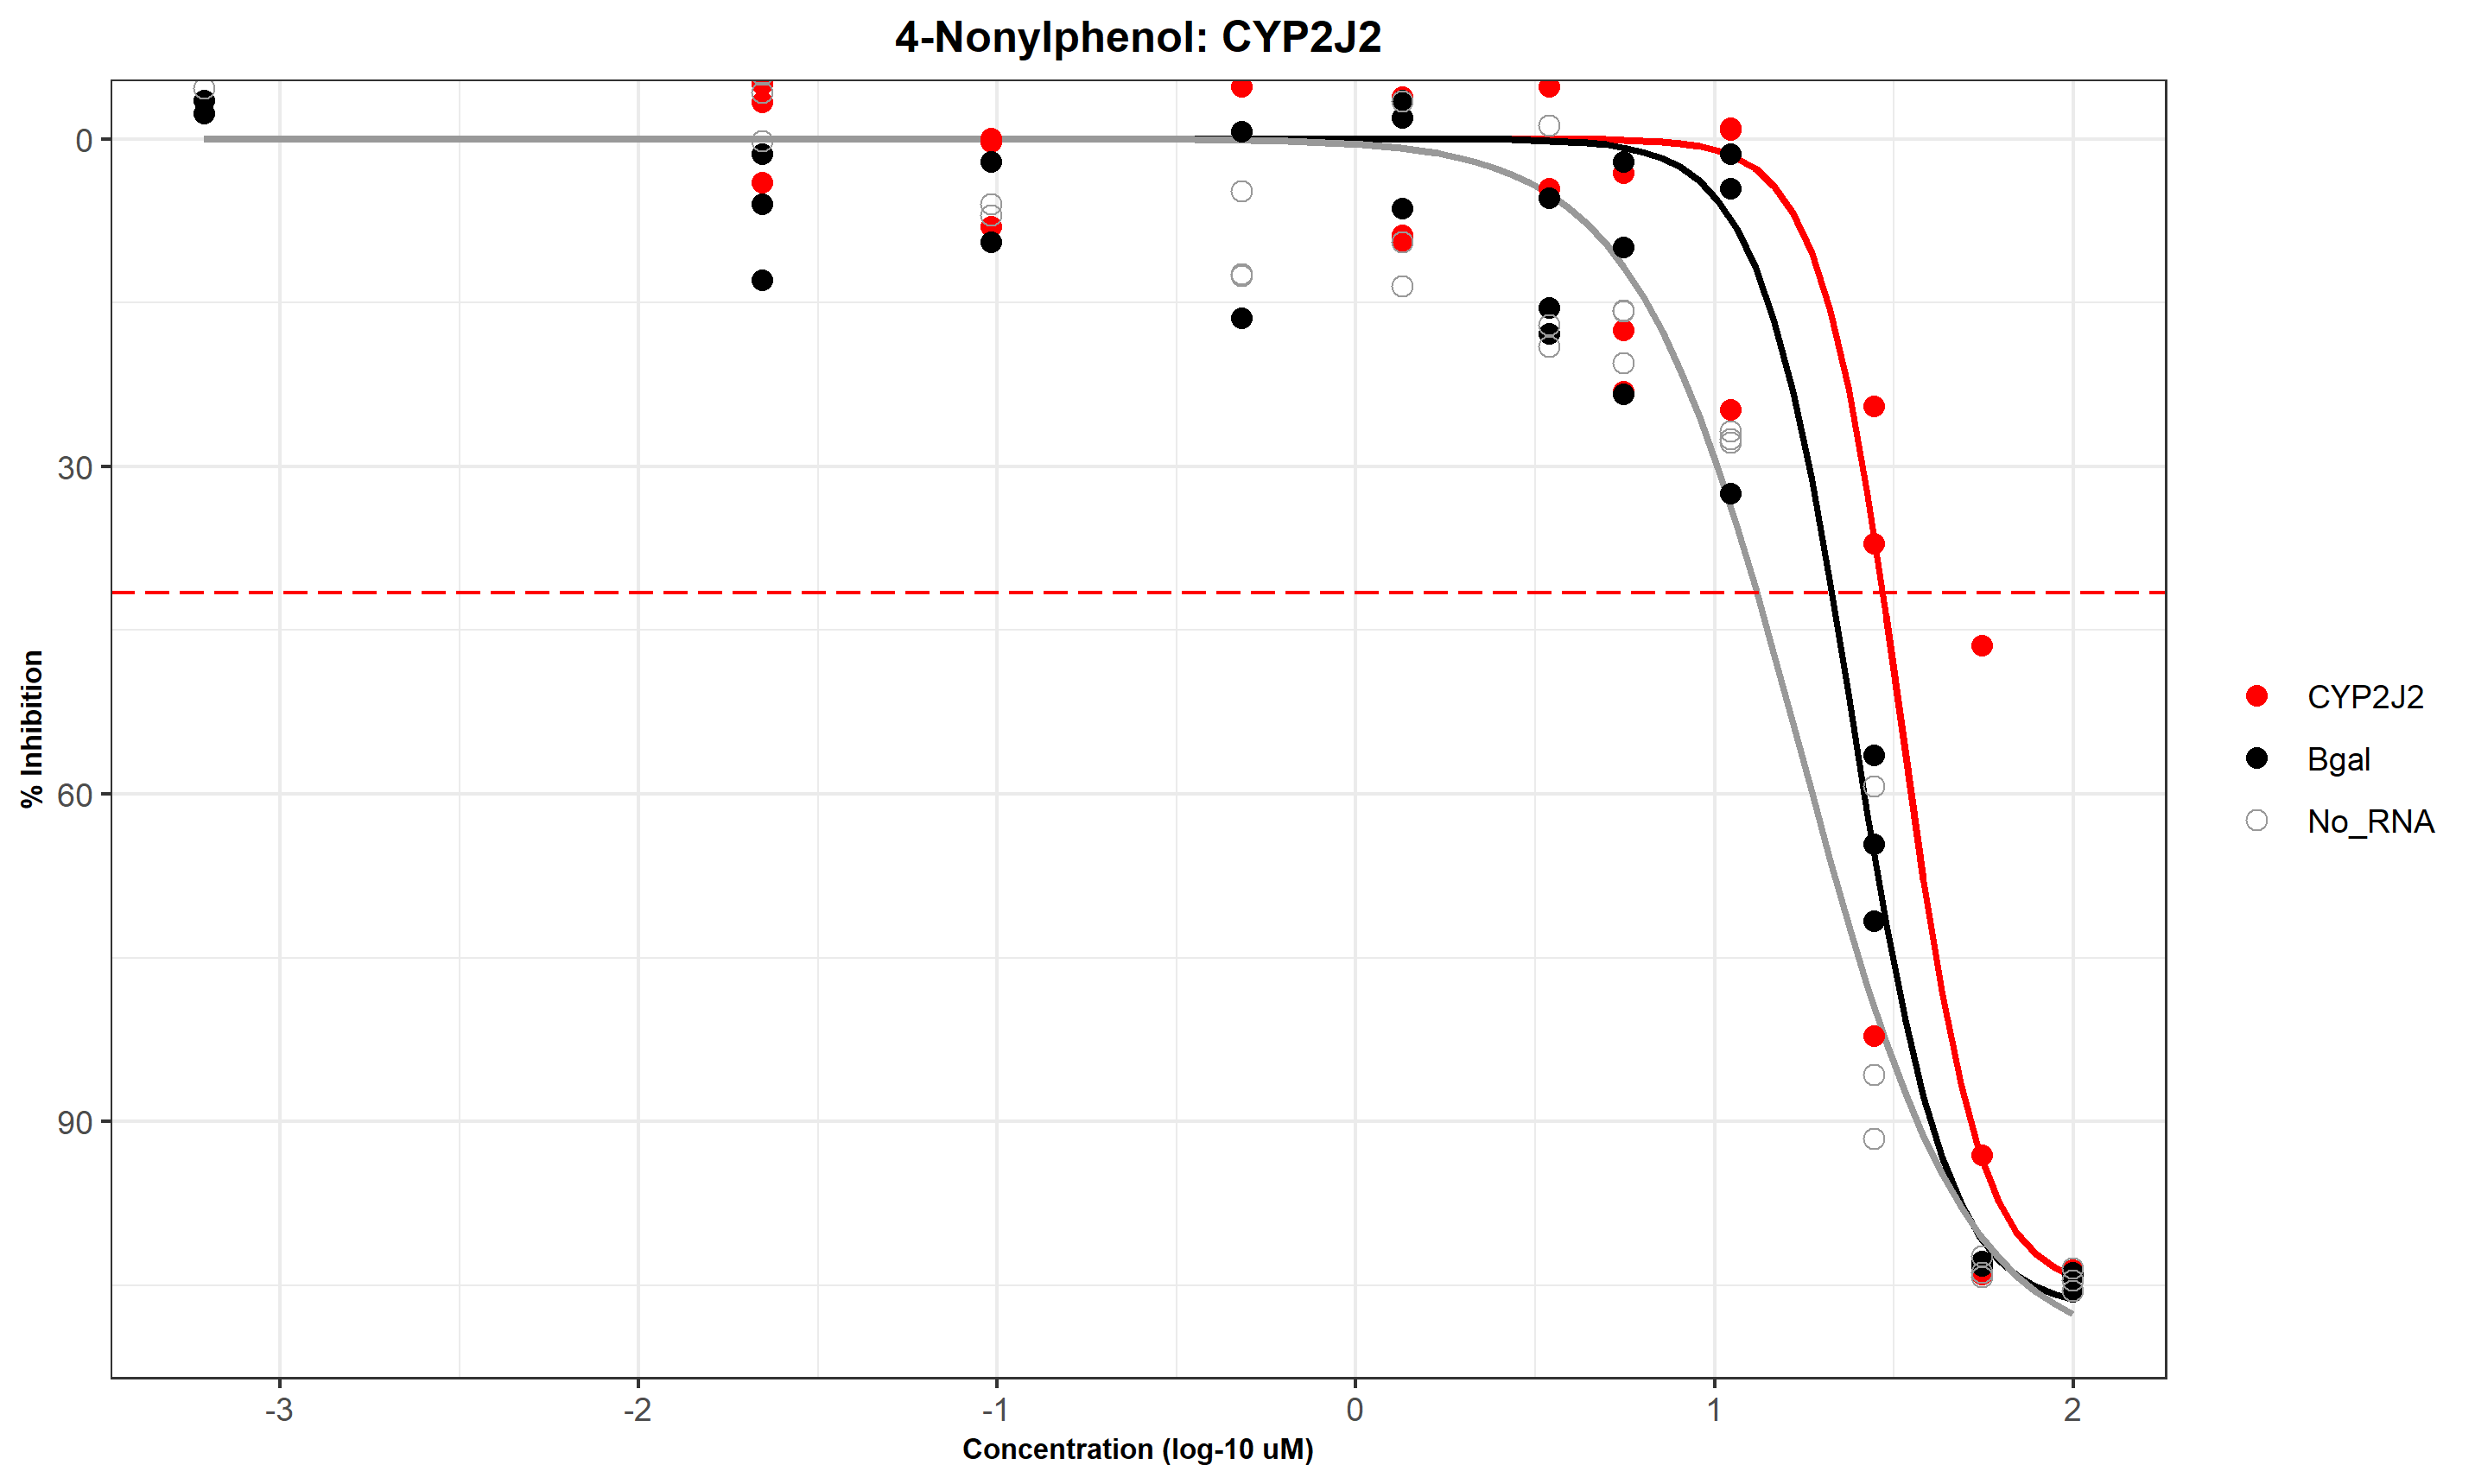 4-Nonylphenol: CYP2J2
% Inhibition
0
30
60
90
-3
-2
-1
0
1
2
Concentration (log-10 uM)
CYP2J2
Bgal
No_RNA